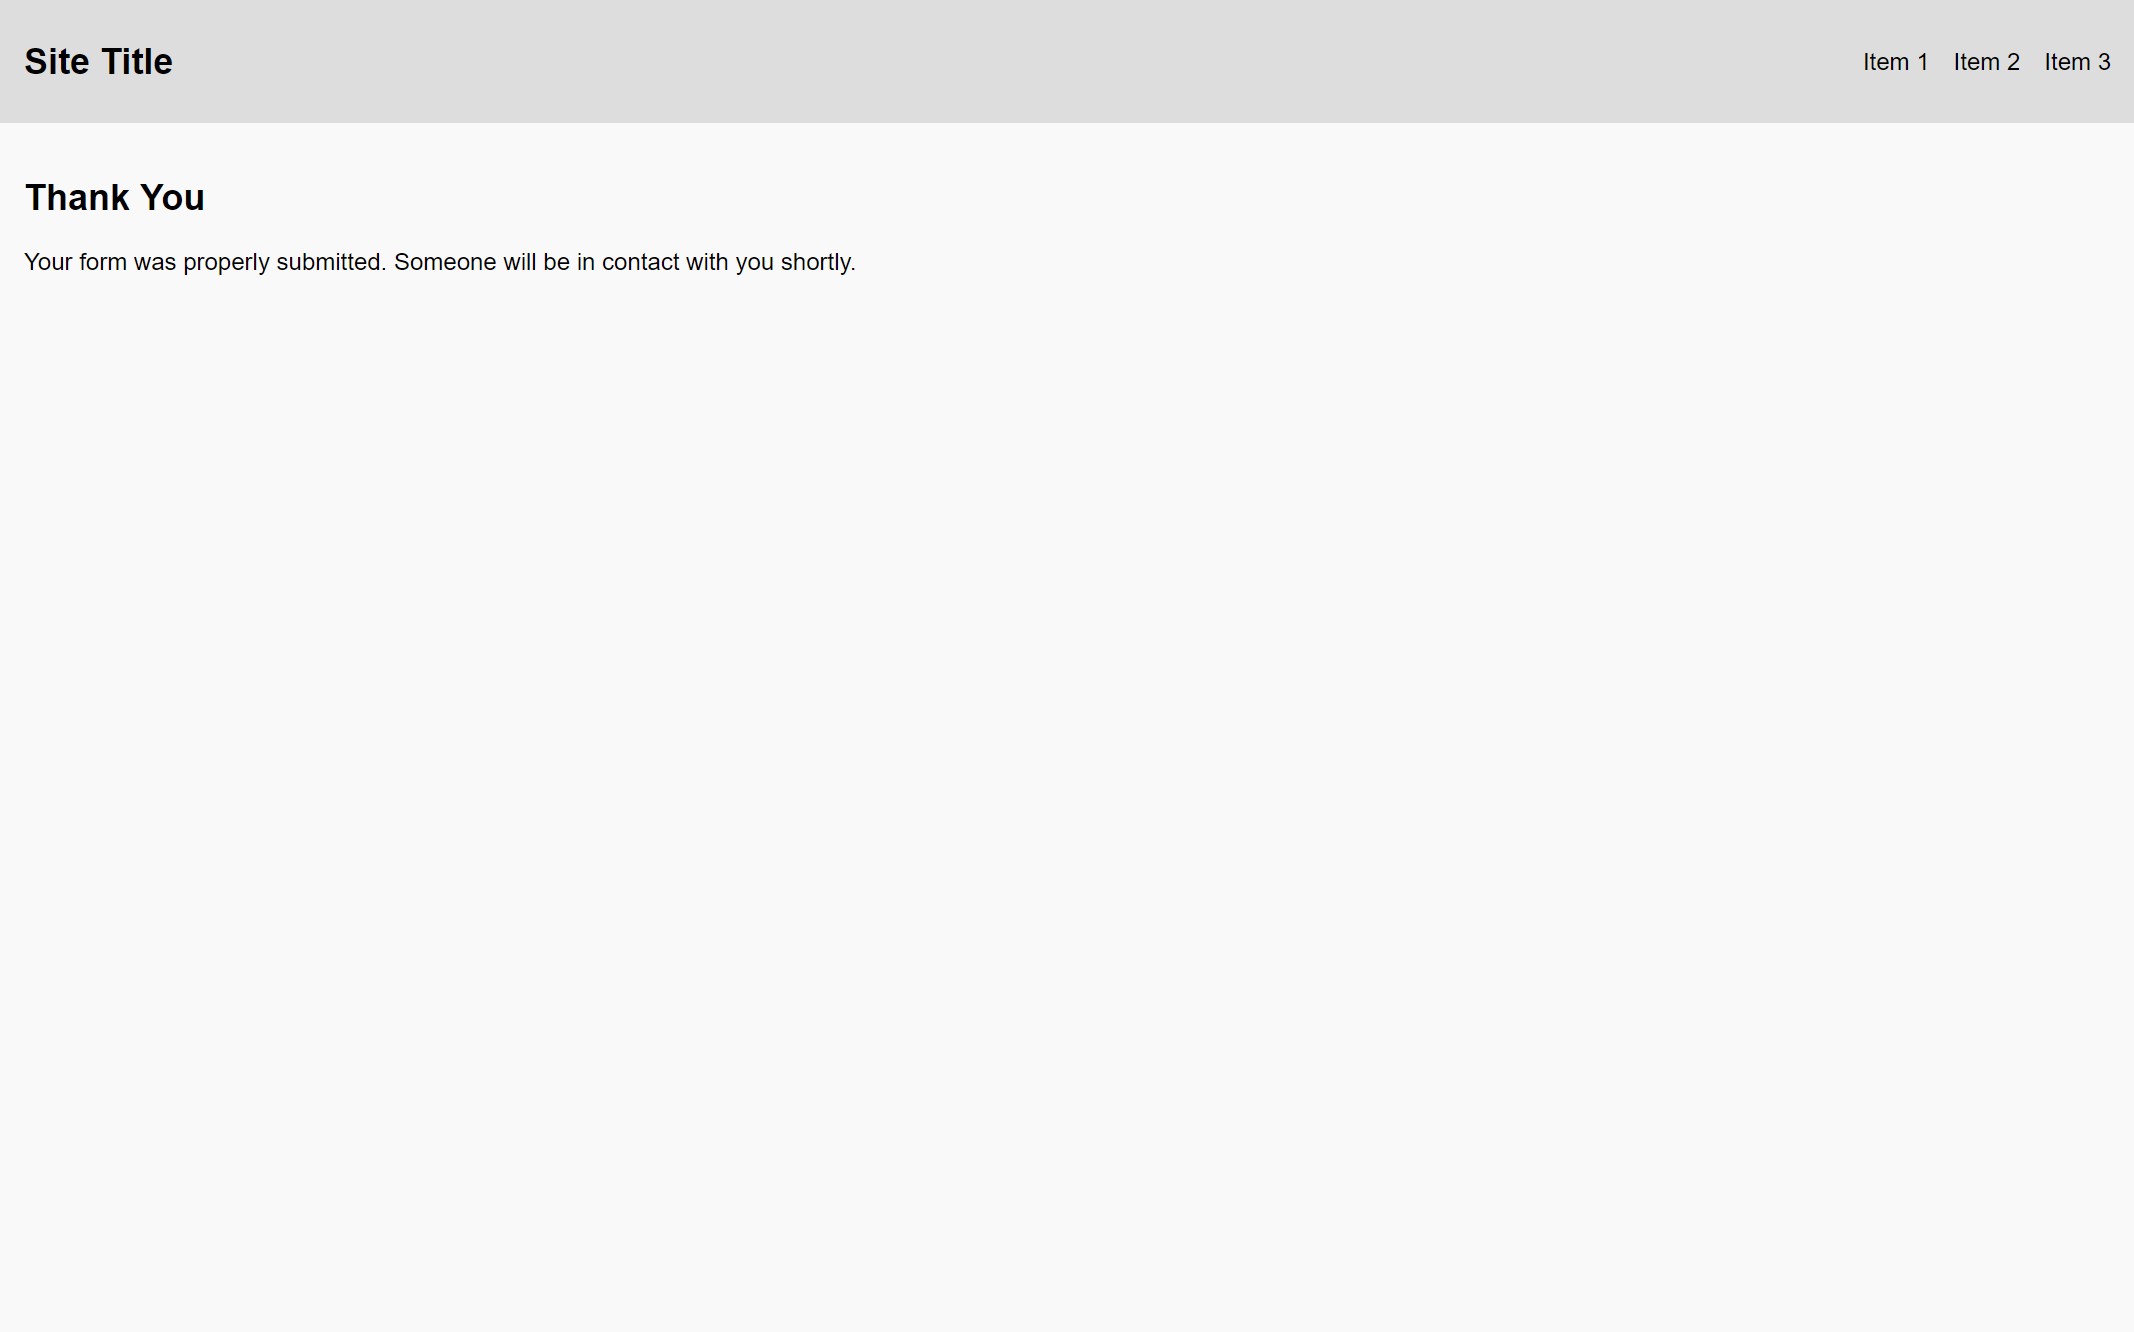 Site Title
Item 1 Item 2 Item 3
Thank You
Your form was properly submitted. Someone will be in contact with you shortly.